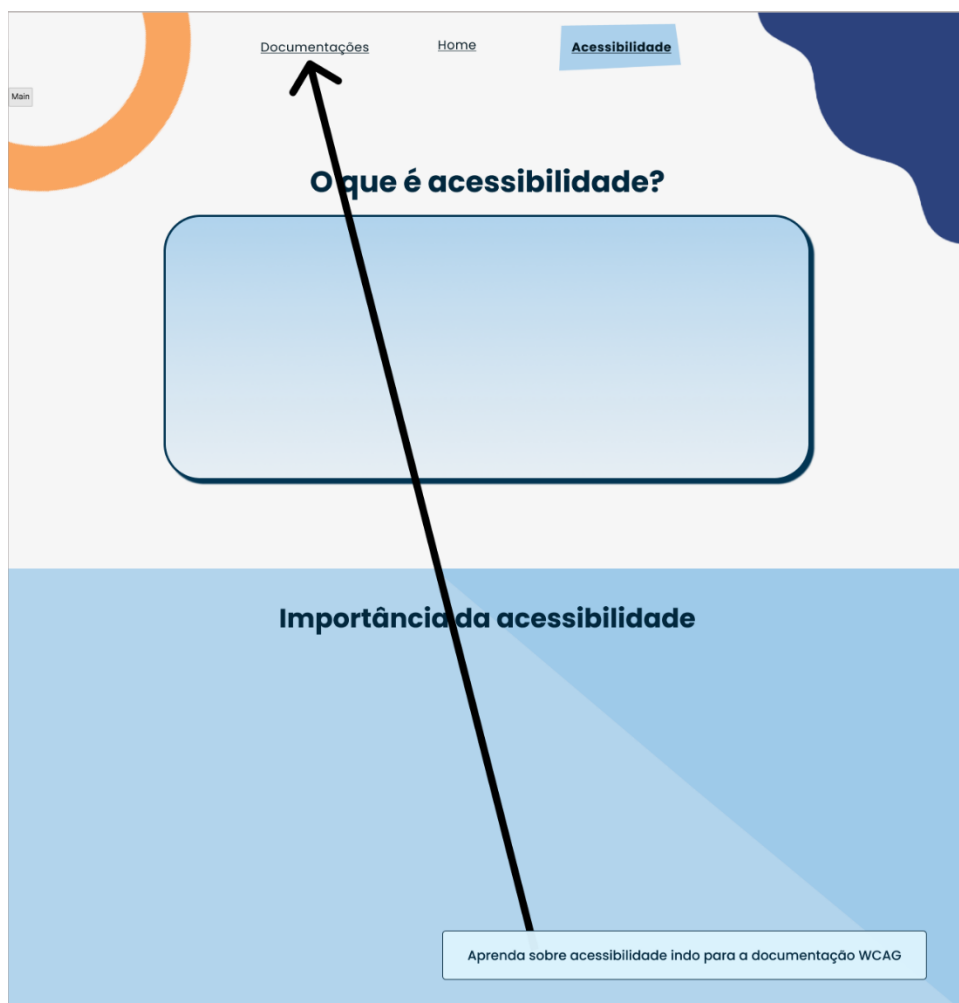 Documentações
Home
Acessibilidade
Main
O que é acessibilidade?
Importância da acessibilidade
Aprenda sobre acessibilidade indo para a documentação WCAG